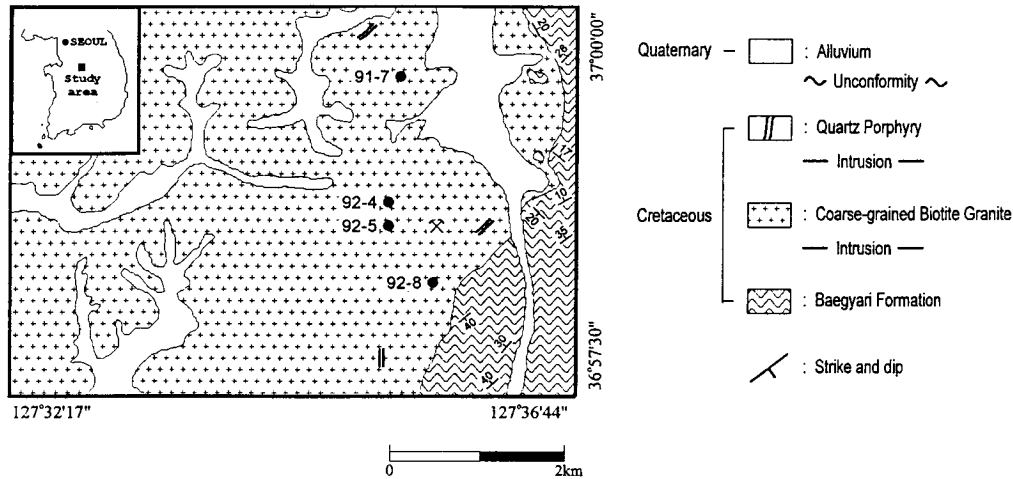 SEOUL
Study
area
91-7
92-4
92-5
92-8
20
28
17
10
20
35
40
30
40
37°00'00"
36°57'30"
127°32'17"
127°36'44"
0
2km
Quaternary
: Alluvium
Unconformity
: Quartz Porphyry
Intrusion
Cretaceous
: Coarse-grained Biotite Granite
Intrusion
: Baegyari Formation
: Strike and dip